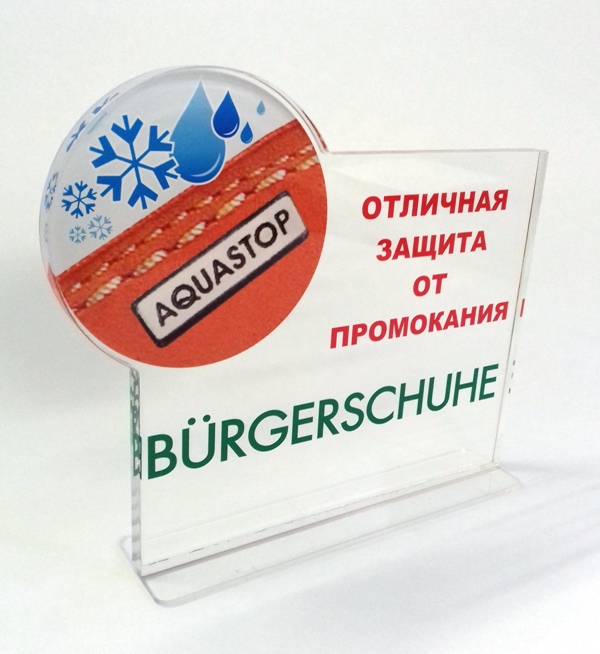 AQUASTOP
ОТЛИЧНАЯ
ЗАЩИТА
ОТ
ПРОМОКАНИЯ
BÜRGERSCHUHE